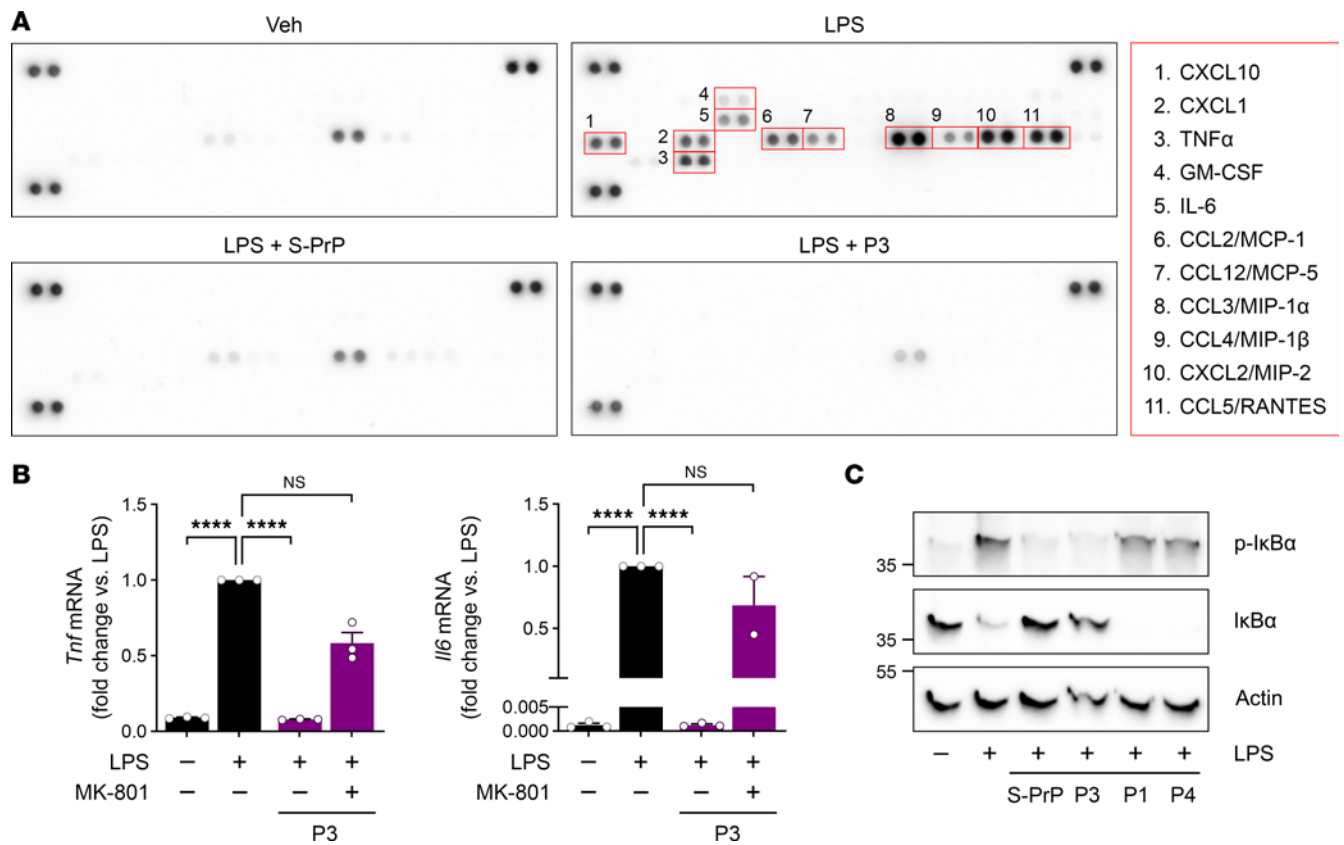 A
Veh
LPS
1
2
3
4
5
6
7
8
9
10
11
1. CXCL10
2. CXCL1
3. TNFα
4. GM-CSF
5. IL-6
6. CCL2/MCP-1
7. CCL12/MCP-5
8. CCL3/MIP-1α
9. CCL4/MIP-1β
10. CXCL2/MIP-2
11. CCL5/RANTES
LPS + S-PrP
LPS + P3
B
Tnf mRNA
(fold change vs. LPS)
1.5
1.0
0.5
0.0
NS
**** ****
LPS − + + +
MK-801 − − − +
P3
Il6 mRNA
(fold change vs. LPS)
1.5
1.0
0.5
0.005
0.000
NS
**** ****
LPS − + + +
MK-801 − − − +
P3
C
35
p-IκBα
35
IκBα
55
Actin
− + + + + + LPS
S-PrP P3 P1 P4